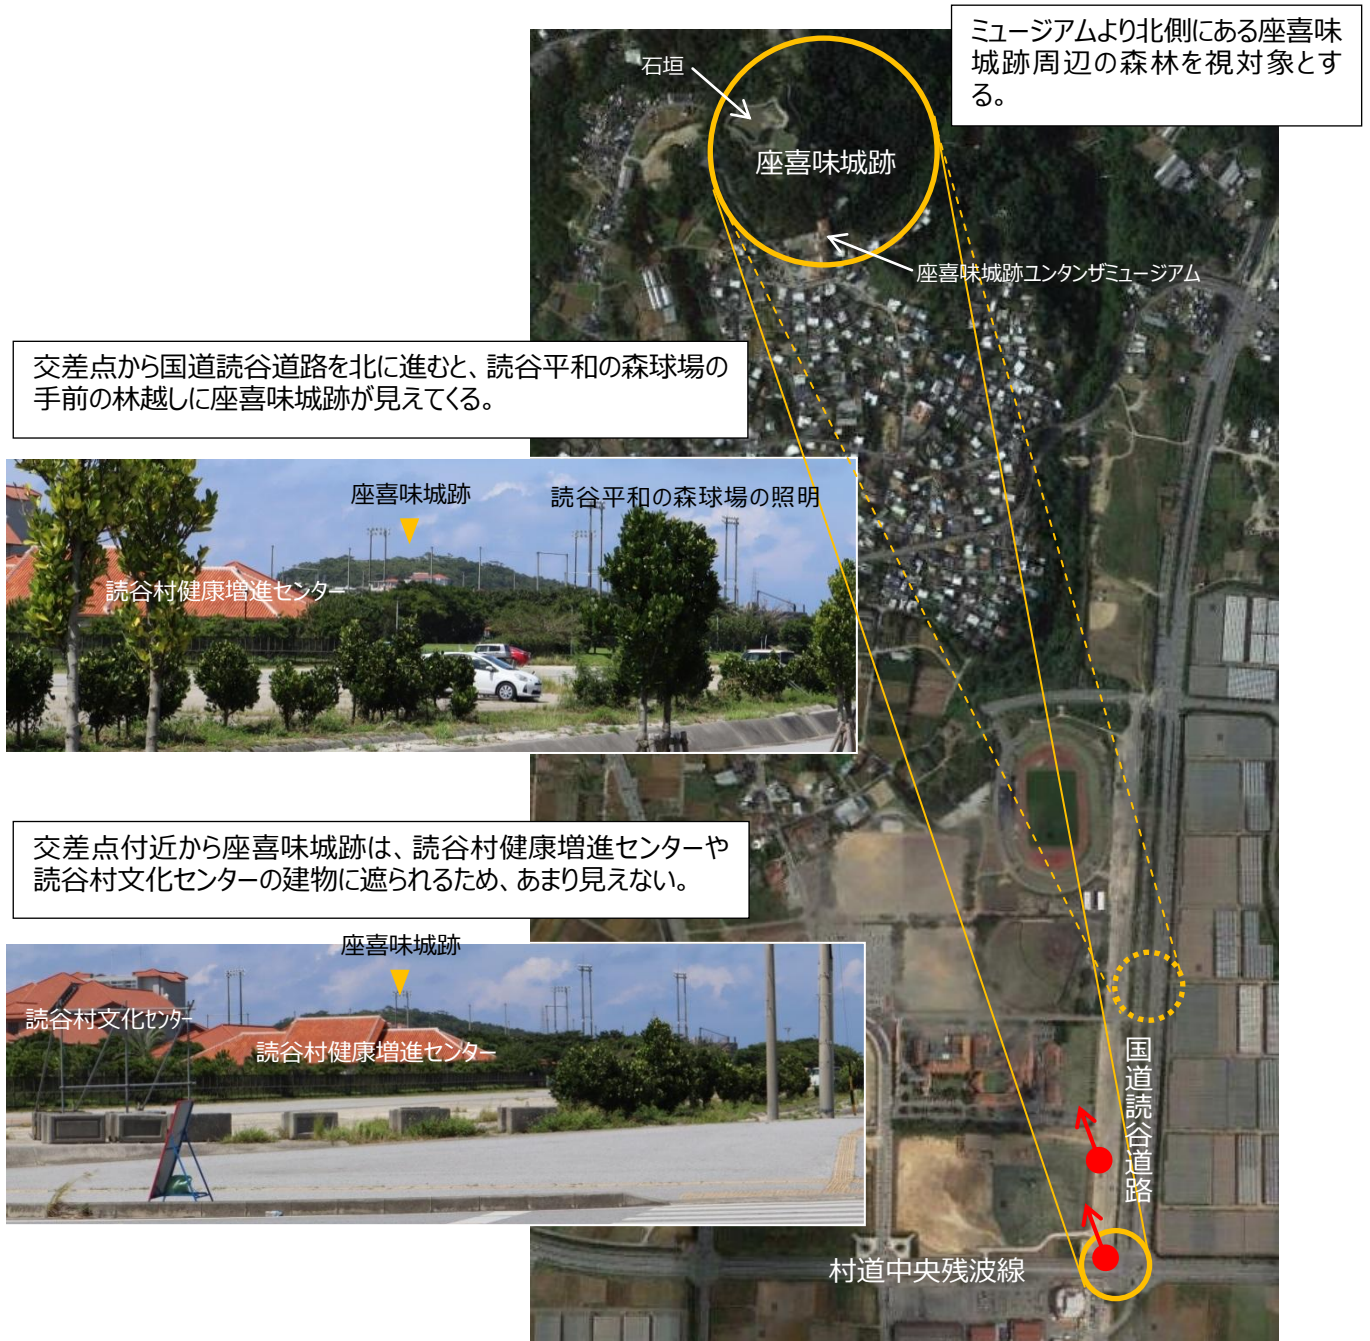 ミュージアムより北側にある座喜味
城跡周辺の森林を視対象とす
る。
石垣
座喜味城跡
座喜味城跡ユンタンザミュージアム
交差点から国道読谷道路を北に進むと、読谷平和の森球場の
手前の林越しに座喜味城跡が見えてくる。
座喜味城跡
読谷平和の森球場の照明
読谷村健康増進センター
交差点付近から座喜味城跡は、読谷村健康増進センターや
読谷村文化センターの建物に遮られるため、あまり見えない。
座喜味城跡
読谷村文化センター
読谷村健康増進センター
国道読谷道路
村道中央残波線